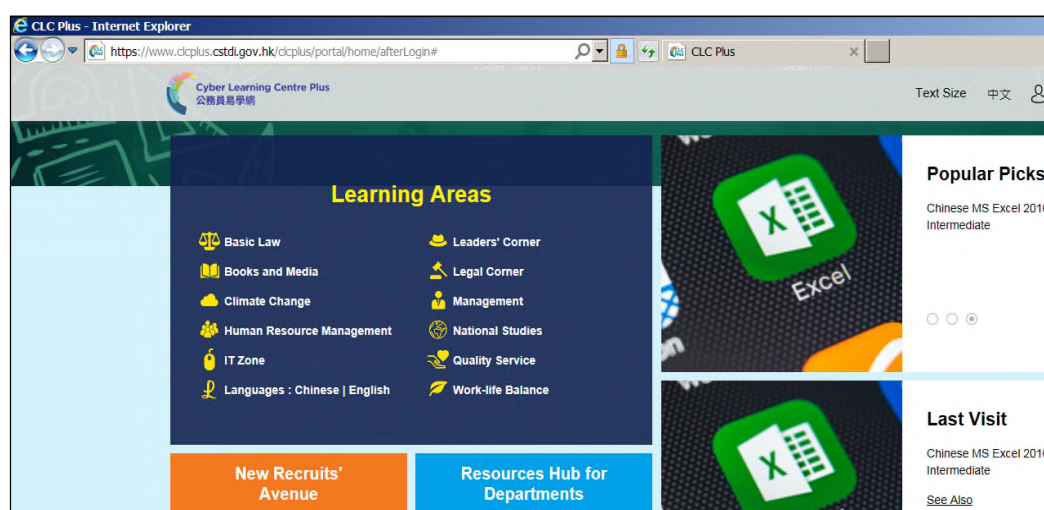 CLC Plus - Internet Explorer
https://www.clcplus.cstdi.gov.hk/clcplus/portal/home/afterLogin#
CLC Plus
Cyber Learning Centre Plus
公務員易學網
Text Size 中文
Learning Areas
Basic Law
Books and Media
Climate Change
Human Resource Management
IT Zone
Languages : Chinese | English
Leaders' Corner
Legal Corner
Management
National Studies
Quality Service
Work-life Balance
Excel
Popular Picks
Chinese MS Excel 2016
Intermediate
New Recruits'
Avenue
Resources Hub for
Departments
Last Visit
Chinese MS Excel 2016
Intermediate
See Also